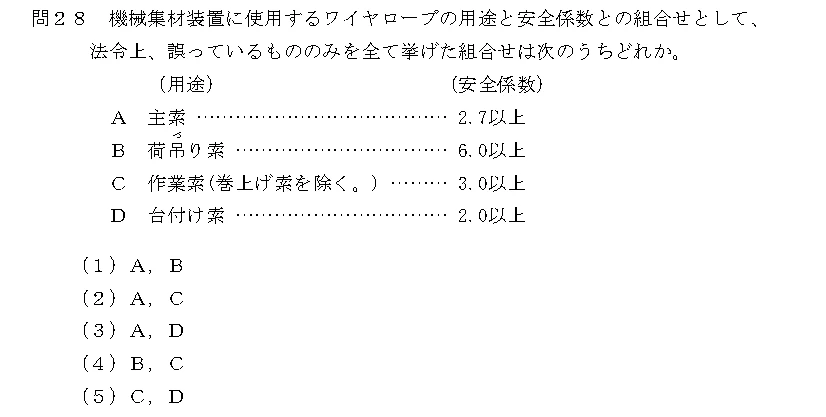 問２８　機械集材装置に使用するワイヤロープの用途と安全係数との組合せとして、
法令上、誤っているもののみを全て挙げた組合せは次のうちどれか。
（用途）　（安全係数）
Ａ　主索 ……………………………… 2.7以上
Ｂ　荷吊り索 ………………………… 6.0以上
つ
Ｃ　作業索（巻上げ索を除く。） ……… 3.0以上
Ｄ　台付け索 ………………………… 2.0以上
（１）Ａ，Ｂ
（２）Ａ，Ｃ
（３）Ａ，Ｄ
（４）Ｂ，Ｃ
（５）Ｃ，Ｄ